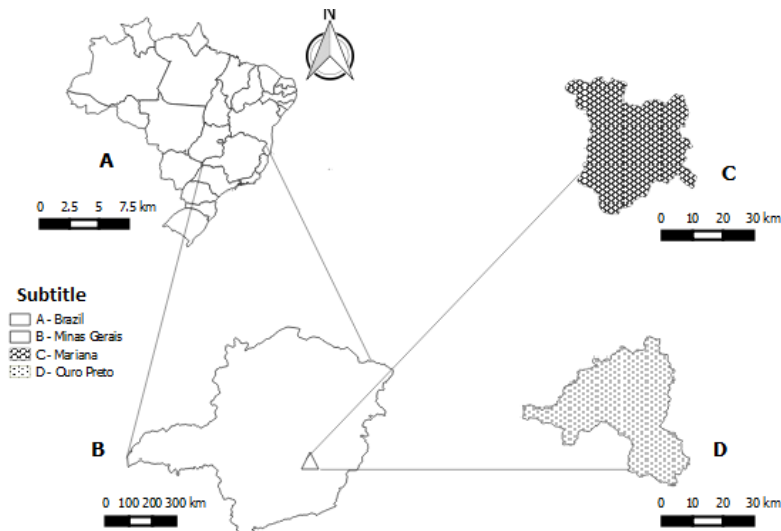 N
A
0 2.5 5 7.5 km
C
0 10 20 30 km
Subtitle
A - Brazil
B - Minas Gerais
C- Mariana
D - Ouro Preto
B
0 100 200 300 km
D
0 10 20 30 km